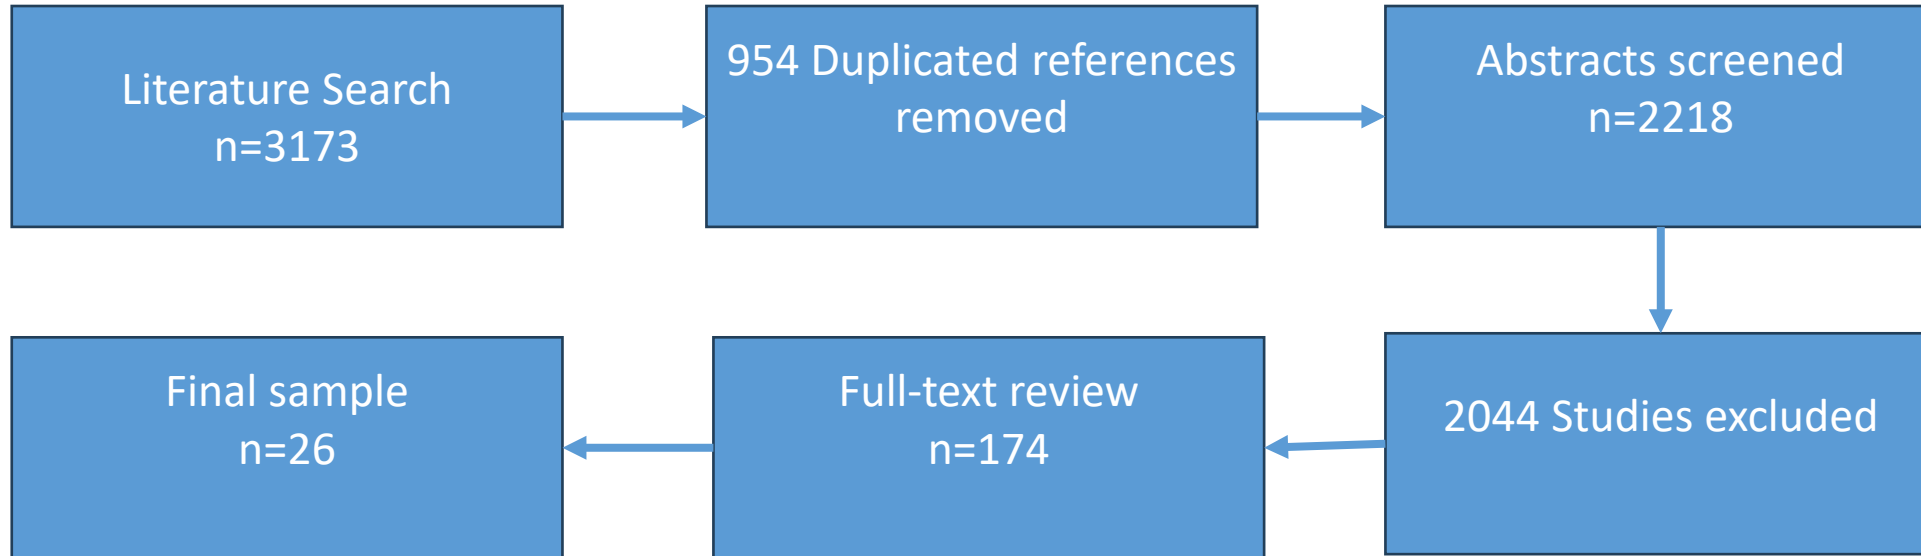 Literature Search
n=3173
954 Duplicated references
removed
Abstracts screened
n=2218
2044 Studies excluded
Full-text review
n=174
Final sample
n=26